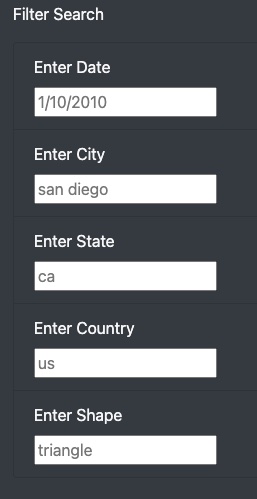 Filter Search
Enter Date
1/10/2010
Enter City
san diego
Enter State
ca
Enter Country
us
Enter Shape
triangle